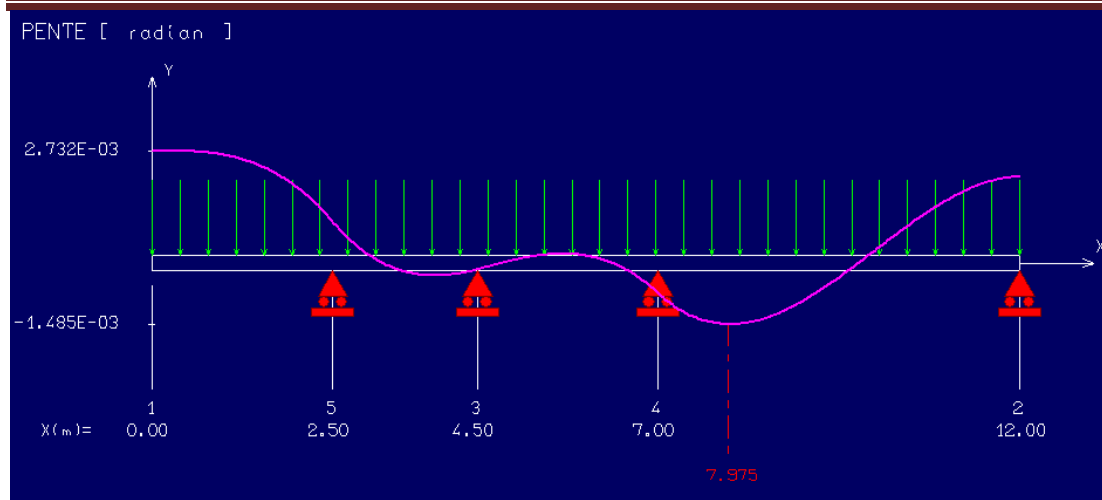 PENTE [ radian ]
Y
2.732E-03
X
-1.485E-03
1 5 3 4 2
X(m)= 0.00 2.50 4.50 7.00 12.00
7.975